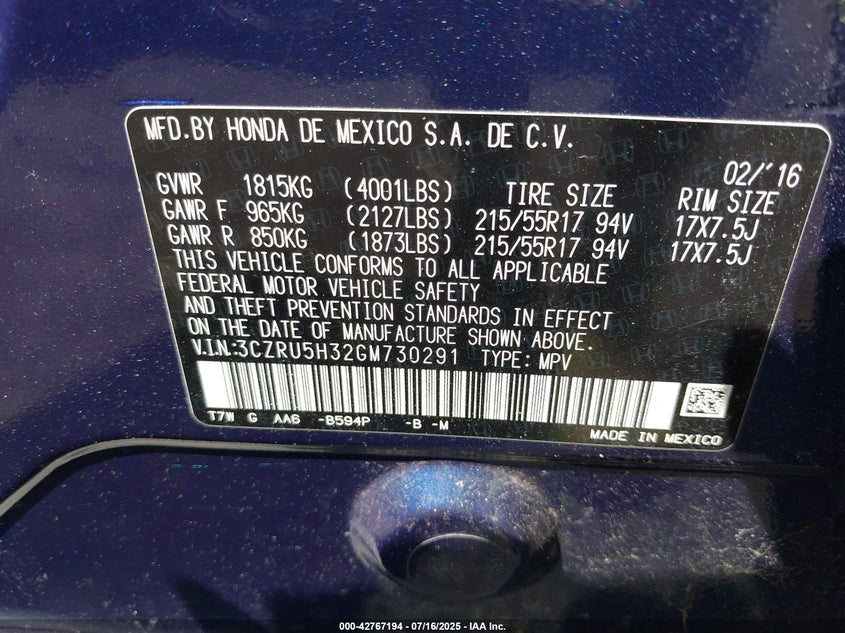 MFD.BY HONDA DE MEXICO S.A. DE C.V.
02/'16
GVWR 1815KG (4001LBS) TIRE SIZE RIM SIZE
GAWR F 965KG (2127LBS) 215/55R17 94V 17X7.5J
GAWR R 850KG (1873LBS) 215/55R17 94V 17X7.5J
THIS VEHICLE CONFORMS TO ALL APPLICABLE
FEDERAL MOTOR VEHICLE SAFETY
AND THEFT PREVENTION STANDARDS IN EFFECT
ON THE DATE OF MANUFACTURE SHOWN ABOVE.
V.I.N:3CZRU5H32GM730291 TYPE: MPV
T7W G AA6 -B594P -B -M
MADE IN MEXICO
000-42767194 - 07/16/2025 - IAA Inc.